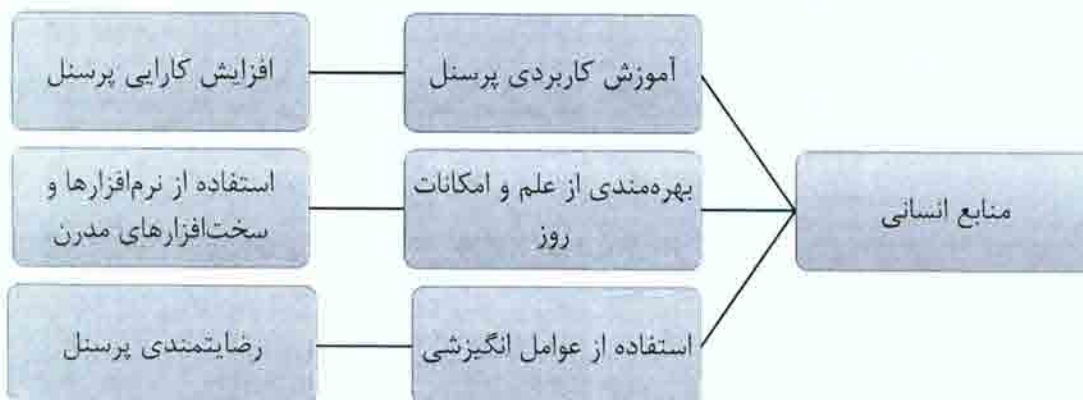 منابع انسانی
آموزش کاربردی پرسنل
افزایش کارایی پرسنل
بهره‌مندی از علم و امکانات
روز
استفاده از نرم‌افزارها و
سخت‌افزارهای مدرن
استفاده از عوامل انگیزشی
رضایتمندی پرسنل